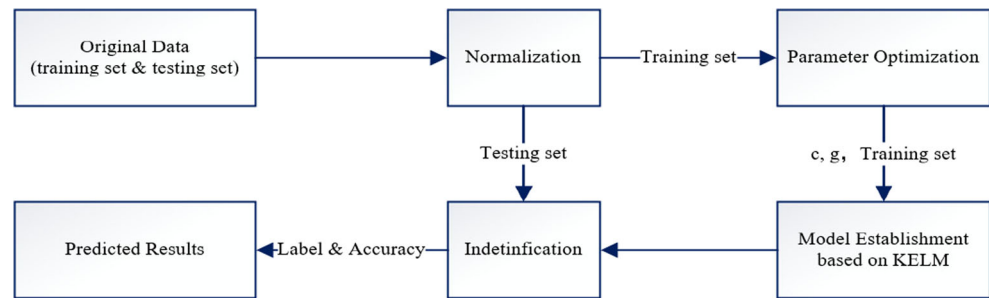 Original Data
(training set & testing set)
Normalization
Training set
Parameter Optimization
Testing set
c, g， Training set
Predicted Results
Label & Accuracy
Indetinfication
Model Establishment
based on KELM